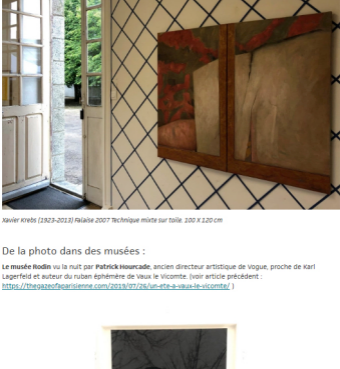 Xavier Krebs (1923-2013) Falaise 2007 Technique mixte sur toile. 100 X 120 cm
De la photo dans des musées :
Le musée Rodin vu la nuit par Patrick Hourcade, ancien directeur artistique de Vogue, proche de Karl
Lagerfeld et auteur du ruban éphémère de Vaux le Vicomte. (voir article précédent :
https://thegazeofaparisienne.com/2019/07/26/un-ete-a-vaux-le-vicomte/ )